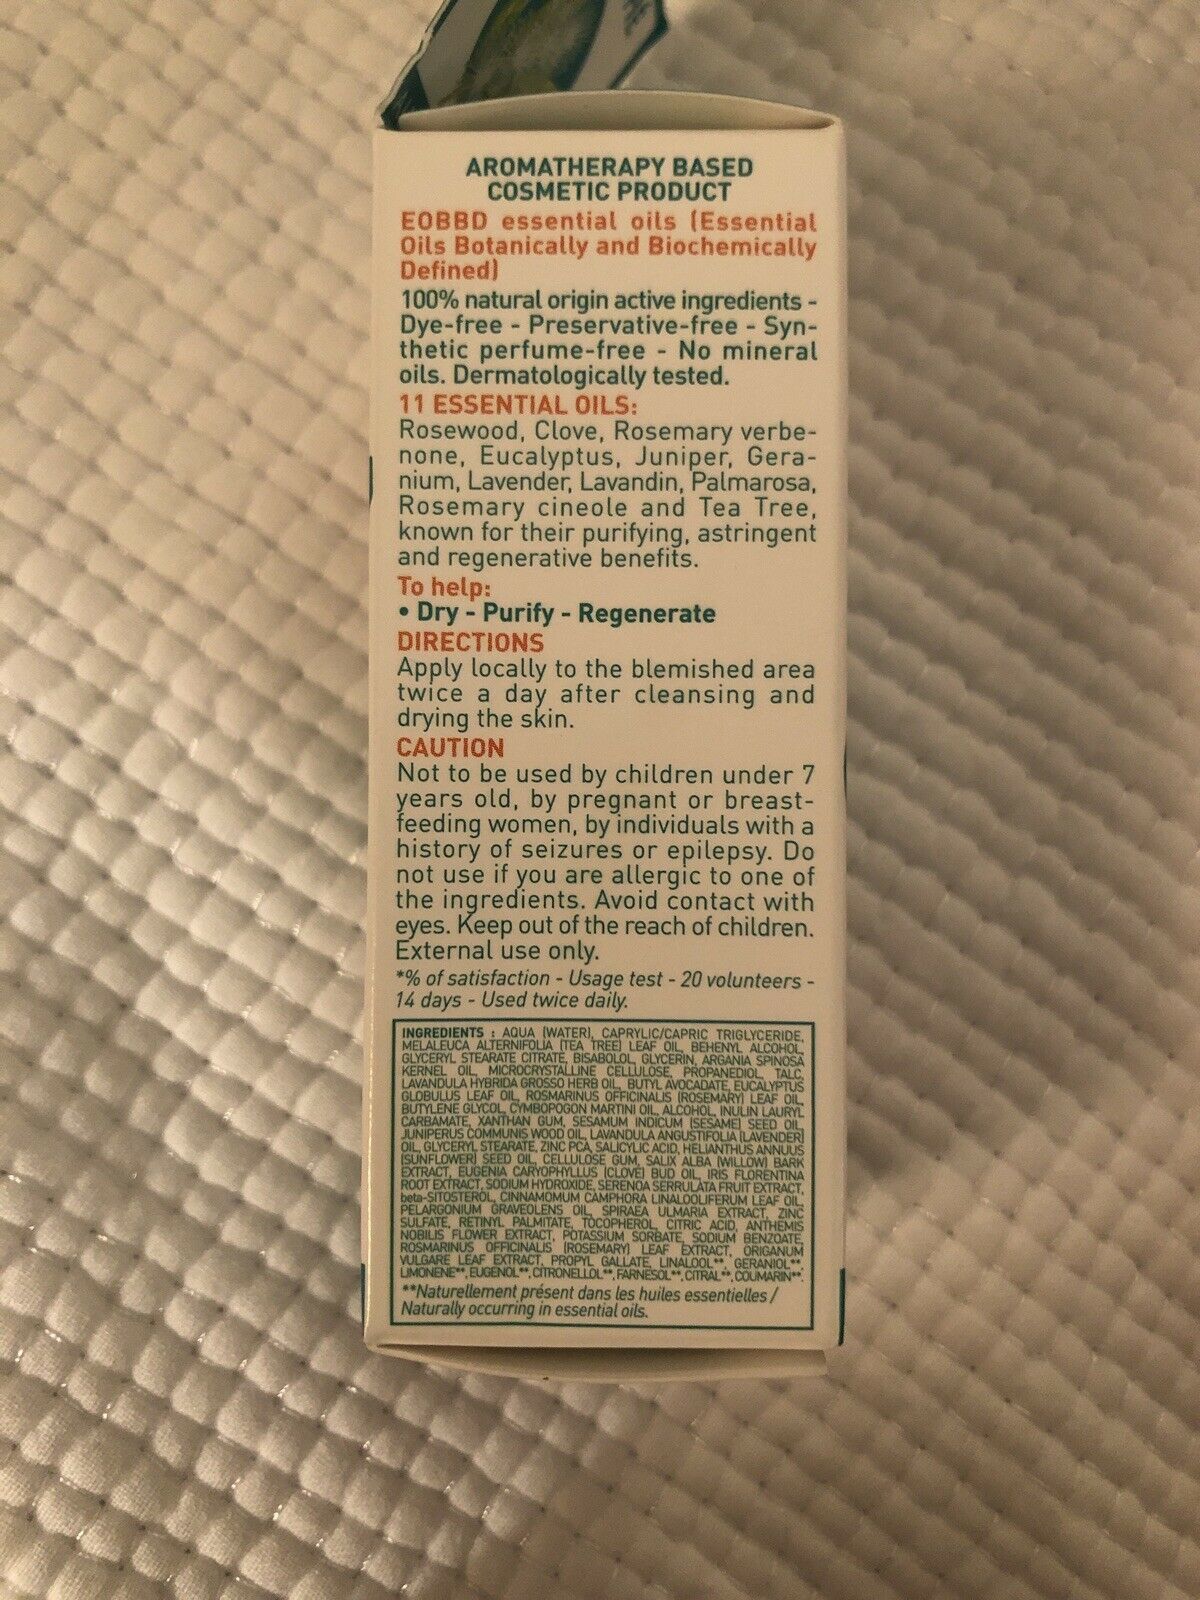 AROMATHERAPY BASED
COSMETIC PRODUCT
EOBBD essential oils (Essential
Oils Botanically and Biochemically
Defined)
100% natural origin active ingredients -
Dye-free - Preservative-free - Syn-
thetic perfume-free - No mineral
oils. Dermatologically tested.
11 ESSENTIAL OILS:
Rosewood, Clove, Rosemary verbe-
none, Eucalyptus, Juniper, Gera-
nium, Lavender, Lavandin, Palmarosa,
Rosemary cineole and Tea Tree,
known for their purifying, astringent
and regenerative benefits.
To help:
• Dry - Purify - Regenerate
DIRECTIONS
Apply locally to the blemished area
twice a day after cleansing and
drying the skin.
CAUTION
Not to be used by children under 7
years old, by pregnant or breast-
feeding women, by individuals with a
history of seizures or epilepsy. Do
not use if you are allergic to one of
the ingredients. Avoid contact with
eyes. Keep out of the reach of children.
External use only.
*% of satisfaction - Usage test - 20 volunteers -
14 days - Used twice daily.
INGREDIENTS : AQUA (WATER), CAPRYLIC/CAPRIC TRIGLYCERIDE,
MELALEUCA ALTERNIFOLIA (TEA TREE) LEAF OIL, BEHENYL ALCOHOL,
GLYCERYL STEARATE CITRATE, BISABOLOL, GLYCERIN, ARGANIA SPINOSA
KERNEL OIL, MICROCRYSTALLINE CELLULOSE, PROPANEDIOL, TALC,
LAVANDULA HYBRIDA GROSSO HERB OIL, BUTYL AVOCADATE, EUCALYPTUS
GLOBULUS LEAF OIL, ROSMARINUS OFFICINALIS (ROSEMARY) LEAF OIL,
BUTYLENE GLYCOL, CYMBOPOGON MARTINI OIL, ALCOHOL, INULIN LAURYL
CARBAMATE, XANTHAN GUM, SESAMUM INDICUM (SESAME) SEED OIL,
JUNIPERUS COMMUNIS WOOD OIL, LAVANDULA ANGUSTIFOLIA (LAVENDER)
OIL, GLYCERYL STEARATE, ZINC PCA, SALICYLIC ACID, HELIANTHUS ANNUUS
(SUNFLOWER) SEED OIL, CELLULOSE GUM, SALIX ALBA (WILLOW) BARK
EXTRACT, EUGENIA CARYOPHYLLUS (CLOVE) BUD OIL, IRIS FLORENTINA
ROOT EXTRACT, SODIUM HYDROXIDE, SERENOA SERRULATA FRUIT EXTRACT,
beta-SITOSTEROL, CINNAMOMUM CAMPHORA LINALOOLIFERUM LEAF OIL,
PELARGONIUM GRAVEOLENS OIL, SPIRAEA ULMARIA EXTRACT, ZINC
SULFATE, RETINYL PALMITATE, TOCOPHEROL, CITRIC ACID, ANTHEMIS
NOBILIS FLOWER EXTRACT, POTASSIUM SORBATE, SODIUM BENZOATE,
ROSMARINUS OFFICINALIS (ROSEMARY) LEAF EXTRACT, ORIGANUM
VULGARE LEAF EXTRACT, PROPYL GALLATE, LINALOOL**, GERANIOL**,
LIMONENE**, EUGENOL**, CITRONELLOL**, FARNESOL**, CITRAL**, COUMARIN**.
**Naturellement présent dans les huiles essentielles /
Naturally occurring in essential oils.